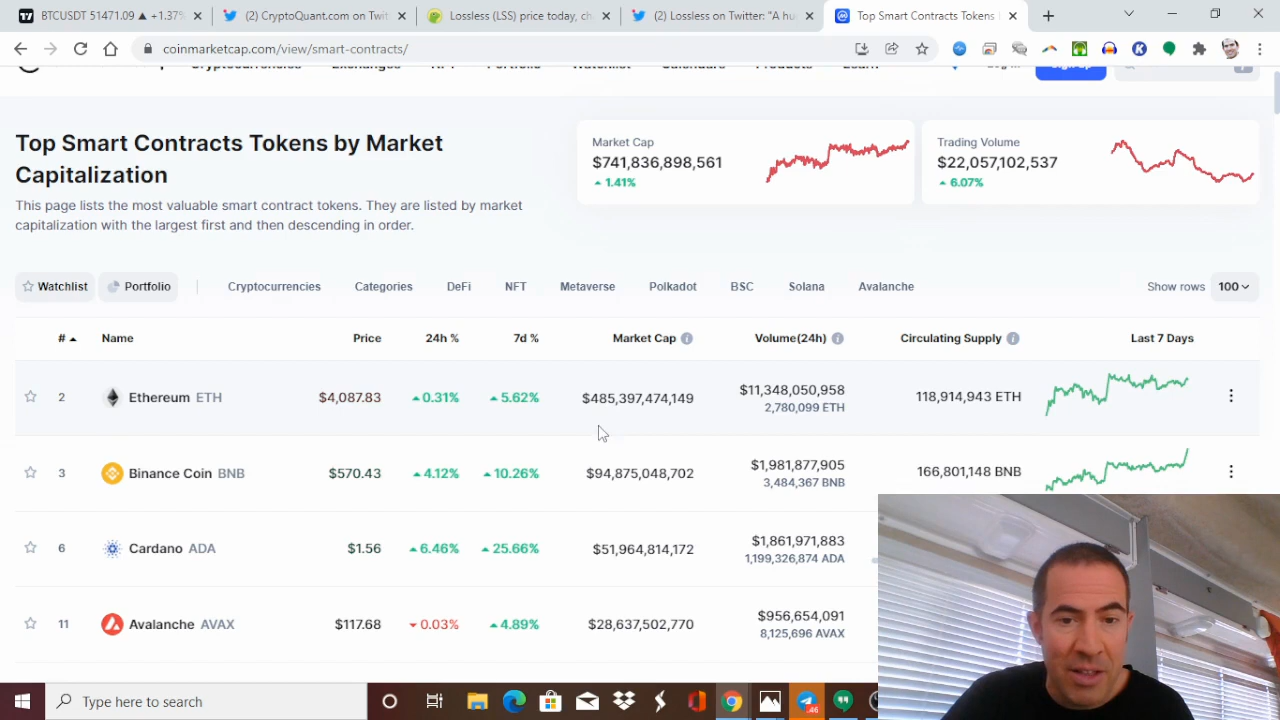 BTCUSDT 51471.09 ▲ +1.37%
(2) CryptoQuant.com on Twit
Lossless (LSS) price today, ch
(2) Lossless on Twitter: "A hu
Top Smart Contracts Tokens
coinmarketcap.com/view/smart-contracts/
Cryptocurrencies Exchanges NFT Portfolio Watchlist Calendars Products Learn
Top Smart Contracts Tokens by Market
Capitalization
This page lists the most valuable smart contract tokens. They are listed by market
capitalization with the largest first and then descending in order.
Market Cap
$741,836,898,561
1.41%
Trading Volume
$22,057,102,537
6.07%
Watchlist Portfolio Cryptocurrencies Categories DeFi NFT Metaverse Polkadot BSC Solana Avalanche Show rows 100
# Name Price 24h % 7d % Market Cap Volume(24h) Circulating Supply Last 7 Days
2 Ethereum ETH $4,087.83 0.31% 5.62% $485,397,474,149 $11,348,050,958 118,914,943 ETH
2,780,099 ETH
3 Binance Coin BNB $570.43 4.12% 10.26% $94,875,048,702 $1,981,877,905 166,801,148 BNB
3,484,367 BNB
6 Cardano ADA $1.56 6.46% 25.66% $51,964,814,172 $1,861,971,883
1,199,326,874 ADA
11 Avalanche AVAX $117.68 0.03% 4.89% $28,637,502,770 $956,654,091
8,125,696 AVAX
Type here to search
.46